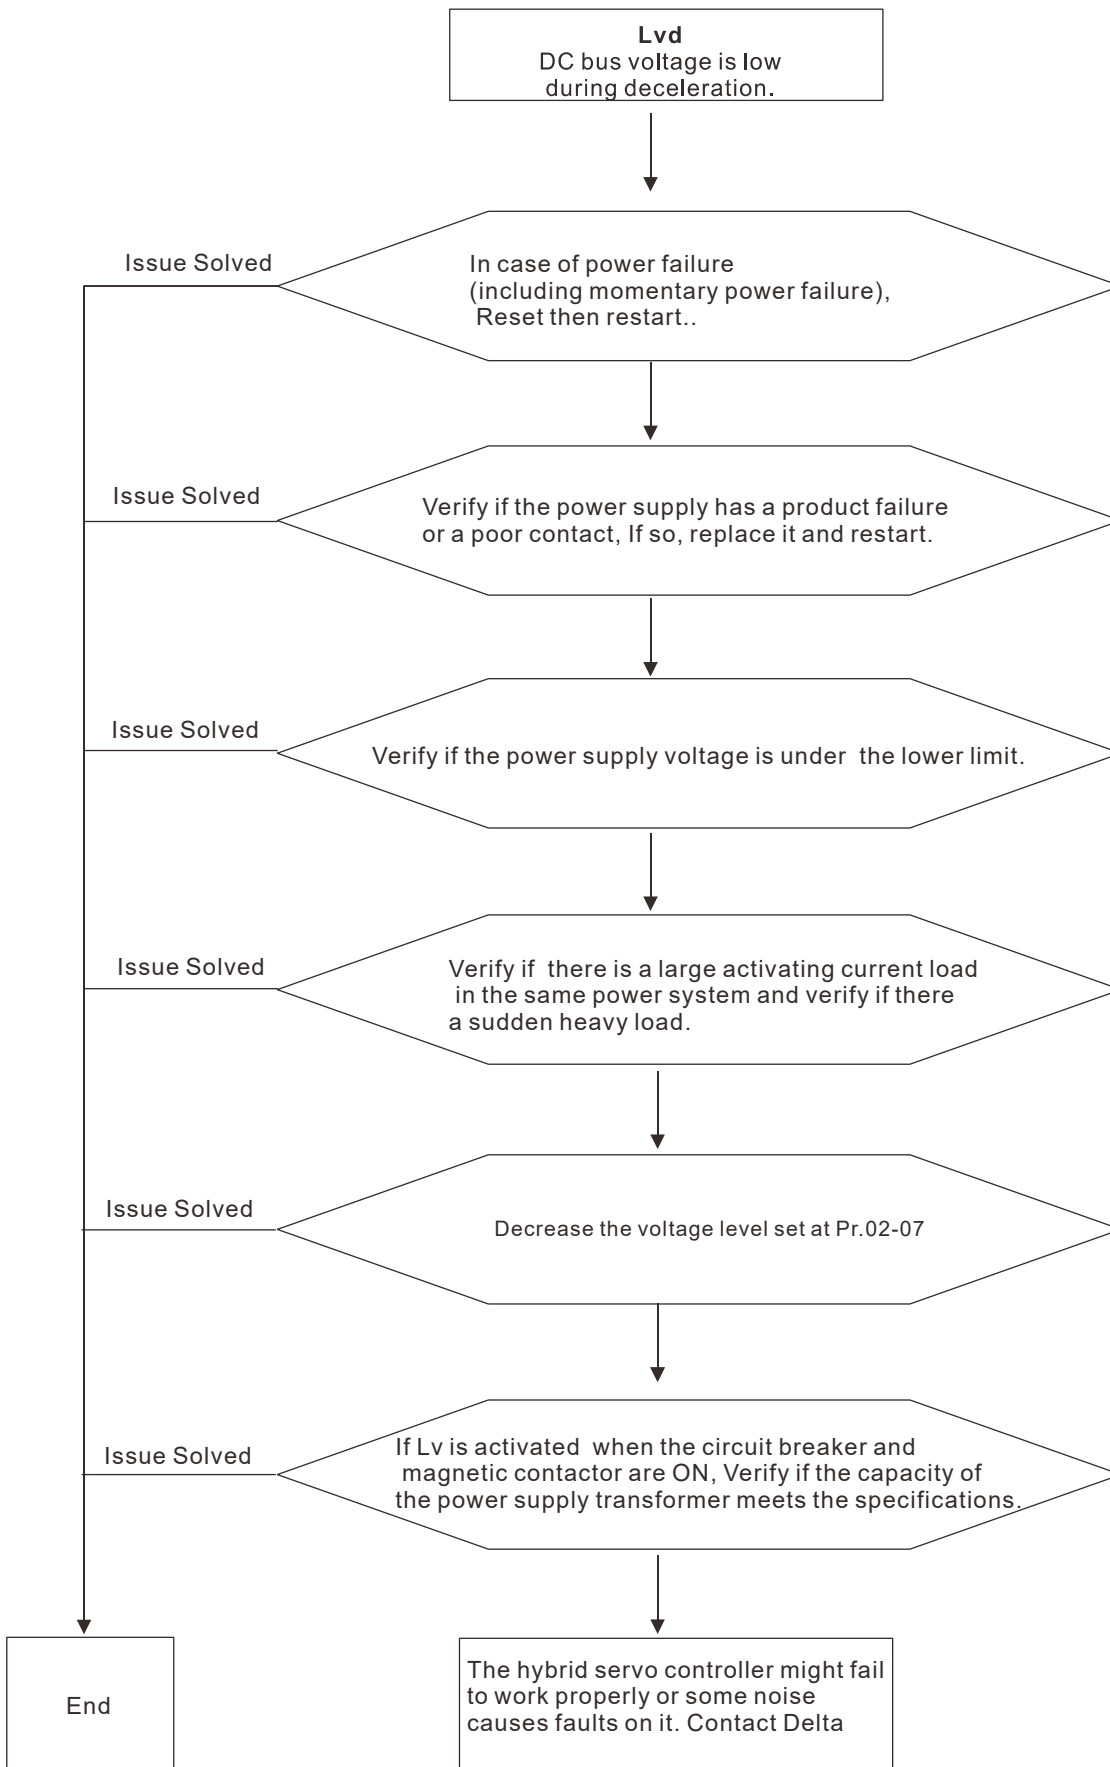 Lvd
DC bus voltage is low
during deceleration.
Issue Solved
In case of power failure
(including momentary power failure),
Reset then restart..
Issue Solved
Verify if the power supply has a product failure
or a poor contact, If so, replace it and restart.
Issue Solved
Verify if the power supply voltage is under the lower limit.
Issue Solved
Verify if there is a large activating current load
in the same power system and verify if there
a sudden heavy load.
Issue Solved
Decrease the voltage level set at Pr.02-07
Issue Solved
If Lv is activated when the circuit breaker and
magnetic contactor are ON, Verify if the capacity of
the power supply transformer meets the specifications.
End
The hybrid servo controller might fail
to work properly or some noise
causes faults on it. Contact Delta